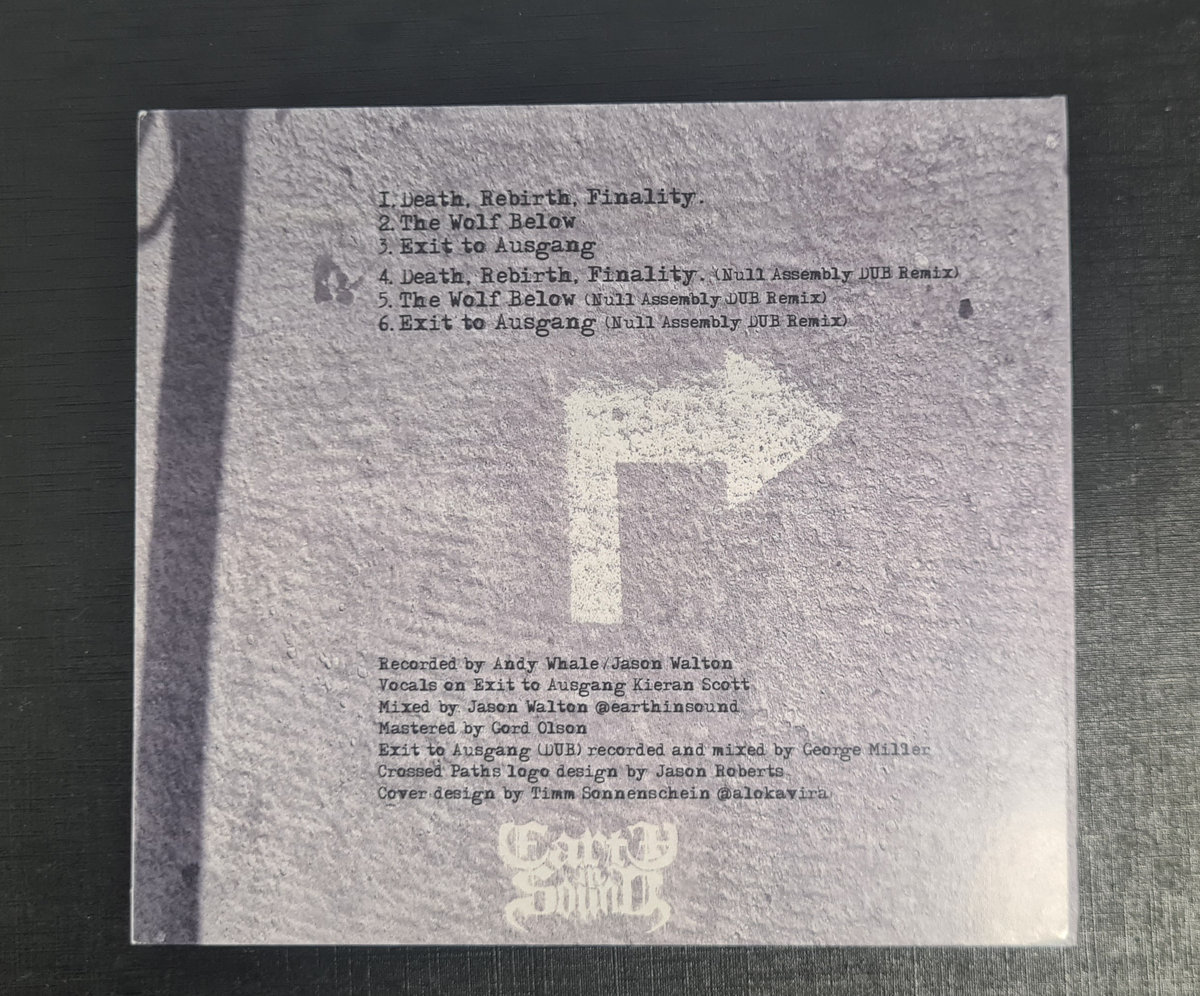 1. Death, Rebirth, Finality.
2. The Wolf Below
3. Exit to Ausgang
4. Death, Rebirth, Finality. (Null Assembly DUB Remix)
5. The Wolf Below (Null Assembly DUB Remix)
6. Exit to Ausgang (Null Assembly DUB Remix)
Recorded by Andy Whale/Jason Walton
Vocals on Exit to Ausgang Kieran Scott
Mixed by Jason Walton @earthinsound
Mastered by Gord Olson
Exit to Ausgang (DUB) recorded and mixed by George Miller
Crossed Paths logo design by Jason Roberts
Cover design by Timm Sonnenschein @alokavira
Earth
in
Sound